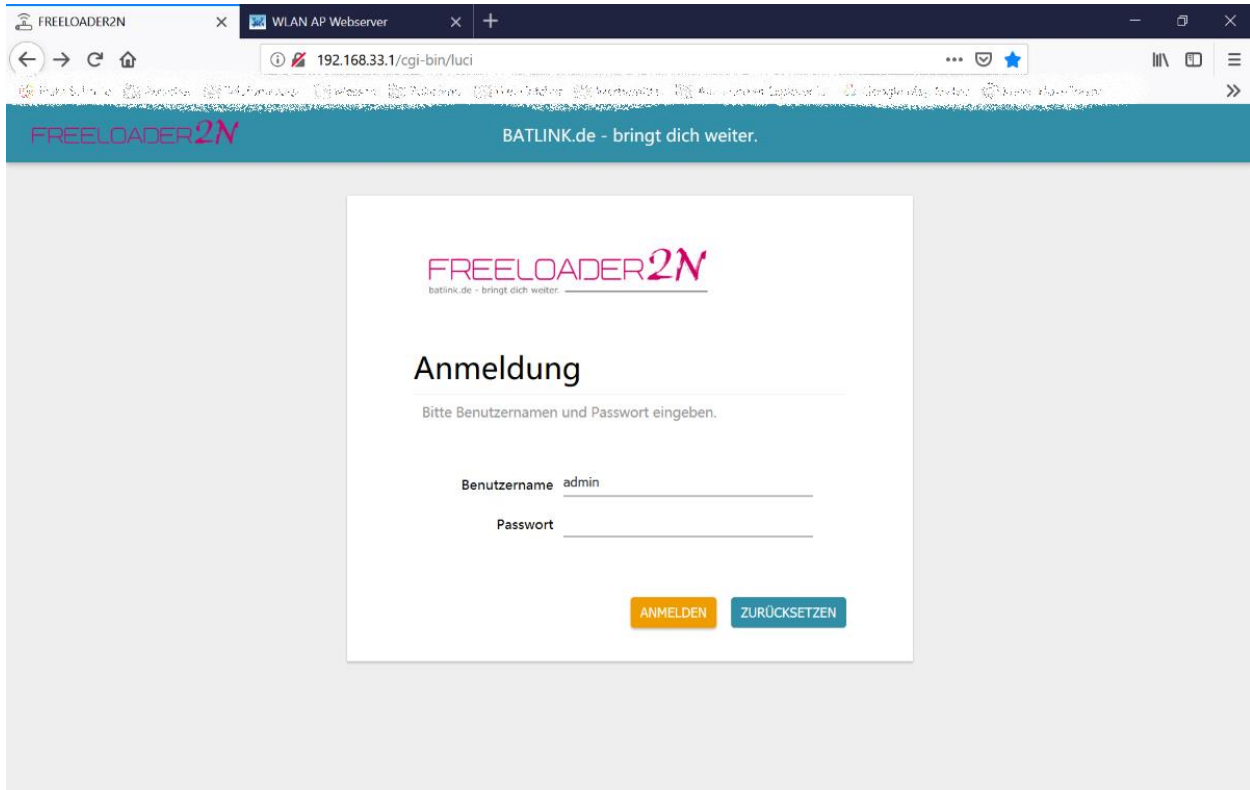 FREELOADER2N
WLAN AP Webserver
192.168.33.1/cgi-bin/luci
FREELOADER2N
BATLINK.de - bringt dich weiter.
FREELOADER2N
batlink.de - bringt dich weiter.
Anmeldung
Bitte Benutzernamen und Passwort eingeben.
Benutzername admin
Passwort
ANMELDEN ZURÜCKSETZEN